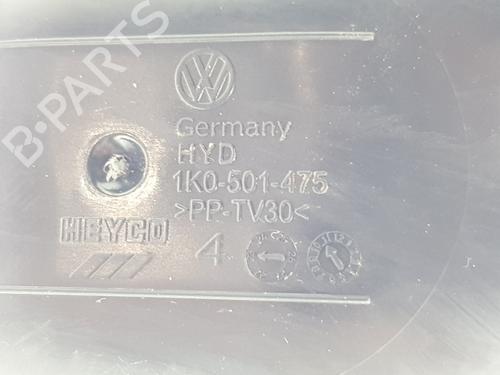 B-PARTS
VW
Germany
HYD
1K0-501-475
>PP-TV30<
HEYCO
4